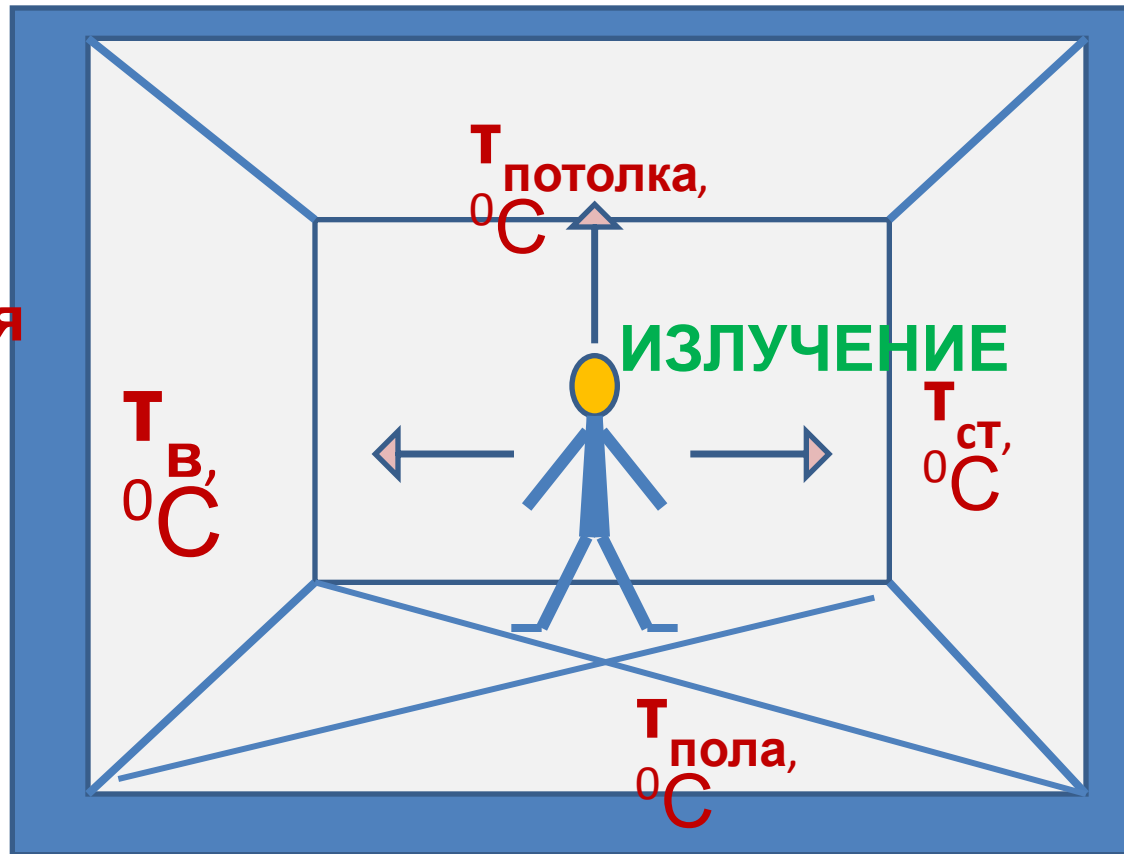 т потолка,
⁰С
я
ИЗЛУЧЕНИЕ
т в,
⁰С
т ст,
⁰С
т пола,
⁰С